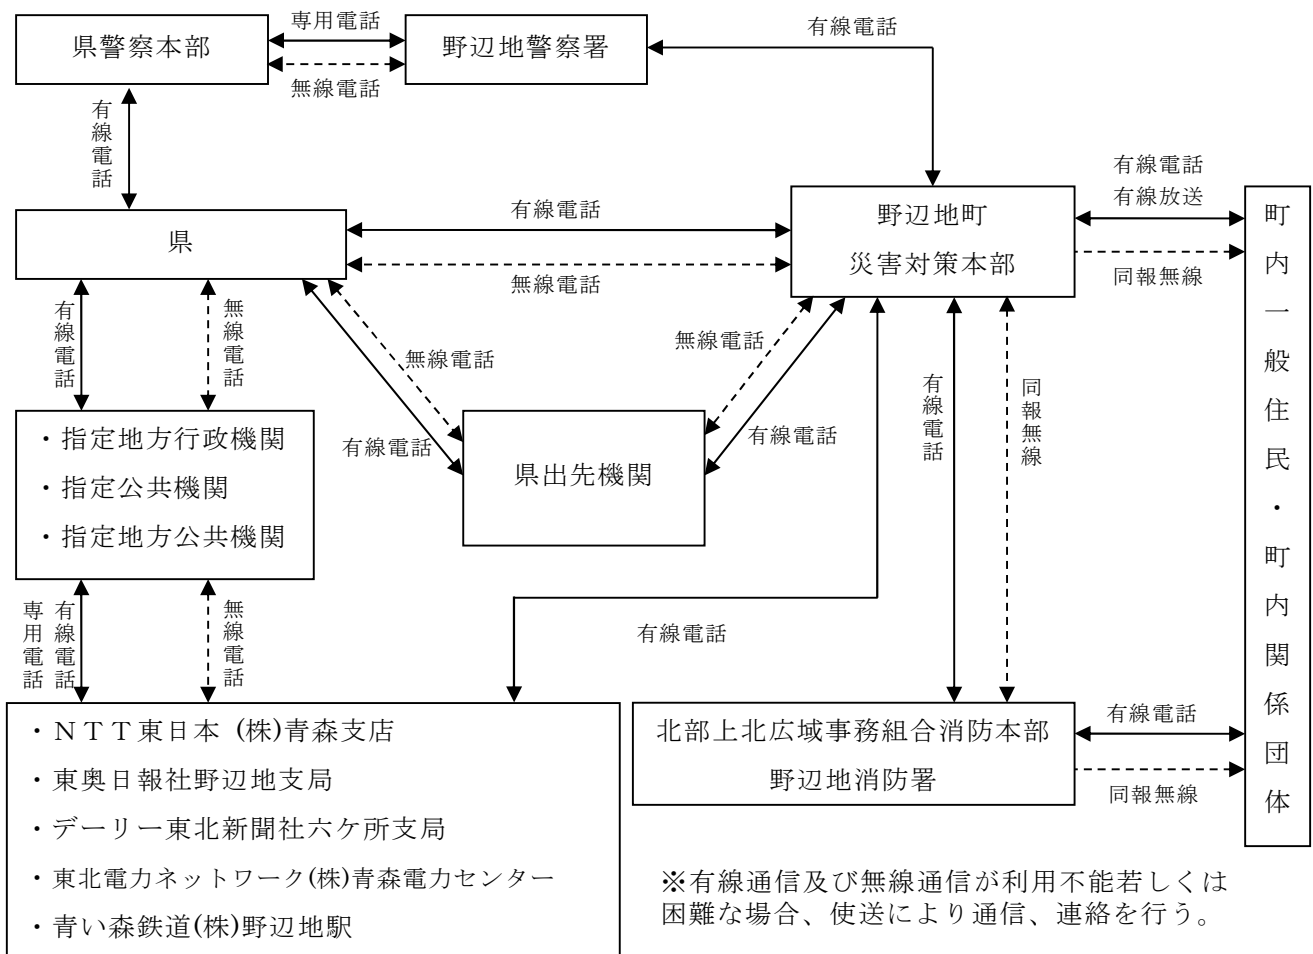 専用電話
県警察本部
野辺地警察署
有線電話
無線電話
有線電話
有線電話
有線放送
県
有線電話
野辺地町
災害対策本部
無線電話
同報無線
町内一般住民・町内関係団体
有線電話
無線電話
無線電話
無線電話
有線電話
有線電話
有線電話
同報無線
・指定地方行政機関
・指定公共機関
・指定地方公共機関
県出先機関
専用電話
有線電話
無線電話
有線電話
・ＮＴＴ東日本 (株)青森支店
・東奥日報社野辺地支局
・デーリー東北新聞社六ケ所支局
・東北電力ネットワーク(株)青森電力センター
・青い森鉄道(株)野辺地駅
北部上北広域事務組合消防本部
野辺地消防署
有線電話
同報無線
※有線通信及び無線通信が利用不能若しくは
困難な場合、使送により通信、連絡を行う。